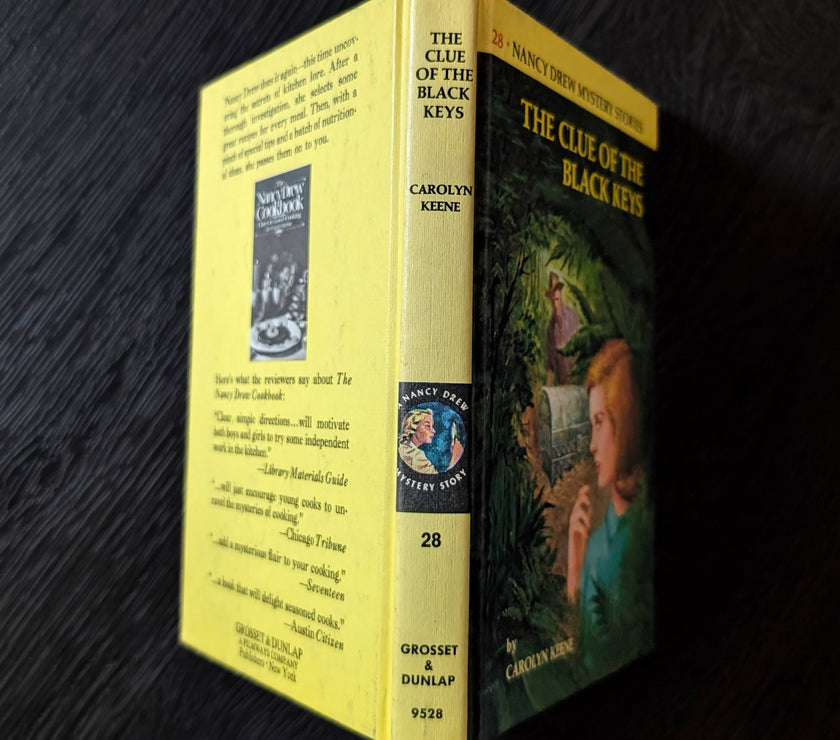 Nancy Drew does it again—this time uncov-
ering the secrets of kitchen lore. After a
thorough investigation, she selects some
great recipes for every meal. Then, with a
pinch of special tips and a batch of nutrition-
al ones, she passes them on to you.
The
Nancy Drew
Cookbook
Clues to Good Cooking
Here's what the reviewers say about The
Nancy Drew Cookbook:
"Clear, simple directions...will motivate
both boys and girls to try some independent
work in the kitchen."
—Library Materials Guide
"...will just encourage young cooks to un-
ravel the mysteries of cooking."
—Chicago Tribune
"...add a mysterious flair to your cooking."
—Seventeen
"...a book that will delight seasoned cooks."
—Austin Citizen
GROSSET & DUNLAP
A FILMWAYS COMPANY
Publishers • New York
THE
CLUE
OF THE
BLACK
KEYS
CAROLYN
KEENE
A NANCY DREW
MYSTERY STORY
28
GROSSET
&
DUNLAP
9528
28 • NANCY DREW MYSTERY STORIES
THE CLUE OF THE
BLACK KEYS
by
CAROLYN KEENE